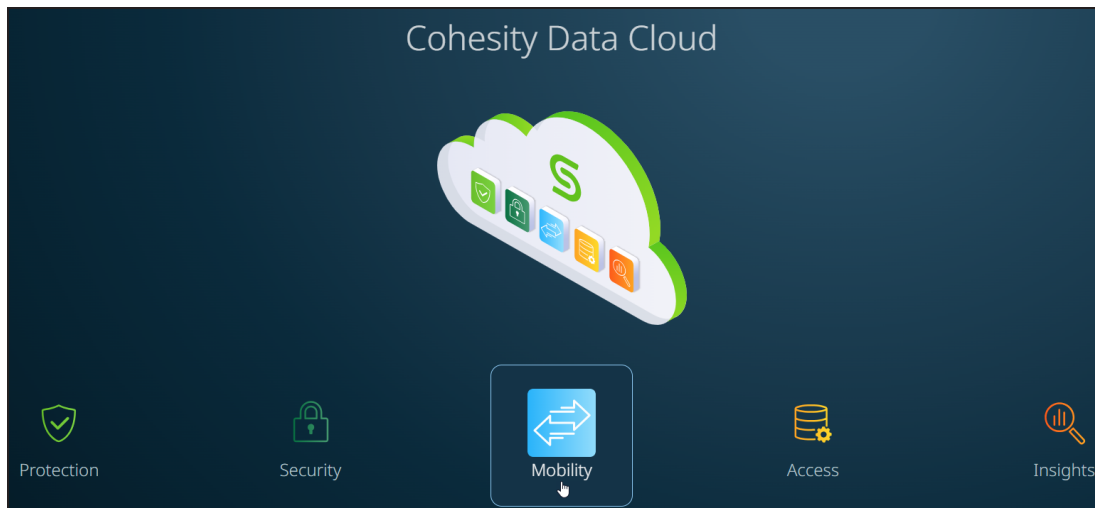 Cohesity Data Cloud
Protection
Security
Mobility
Access
Insights